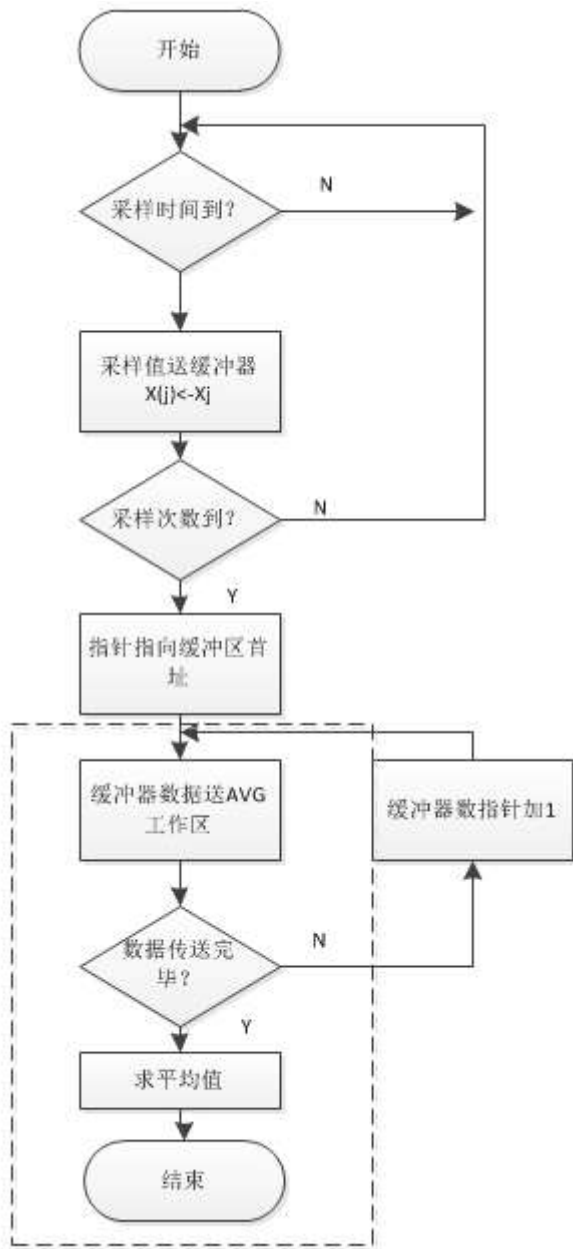 开始
采样时间到?
N
采样值送缓冲器
X(j)<-Xj
采样次数到?
N
Y
指针指向缓冲区首
址
缓冲器数据送AVG
工作区
缓冲器数指针加1
数据传送完
毕?
N
Y
求平均值
结束